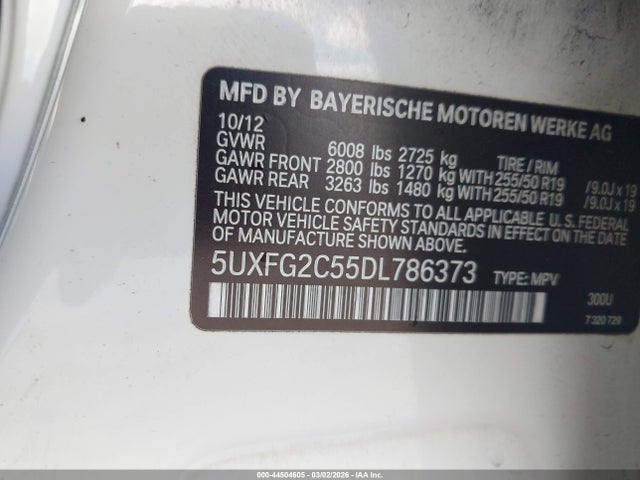 MFD BY BAYERISCHE MOTOREN WERKE AG
10/12
GVWR 6008 lbs 2725 kg TIRE / RIM
GAWR FRONT 2800 lbs 1270 kg WITH 255/50 R19 /9.0J x 19
GAWR REAR 3263 lbs 1480 kg WITH 255/50 R19 /9.0J x 19
THIS VEHICLE CONFORMS TO ALL APPLICABLE U. S. FEDERAL
MOTOR VEHICLE SAFETY STANDARDS IN EFFECT ON THE
DATE OF MANUFACTURE SHOWN ABOVE.
5UXFG2C55DL786373 TYPE: MPV
300U
7 320 729
000-44504605 - 03/02/2026 - IAA Inc.